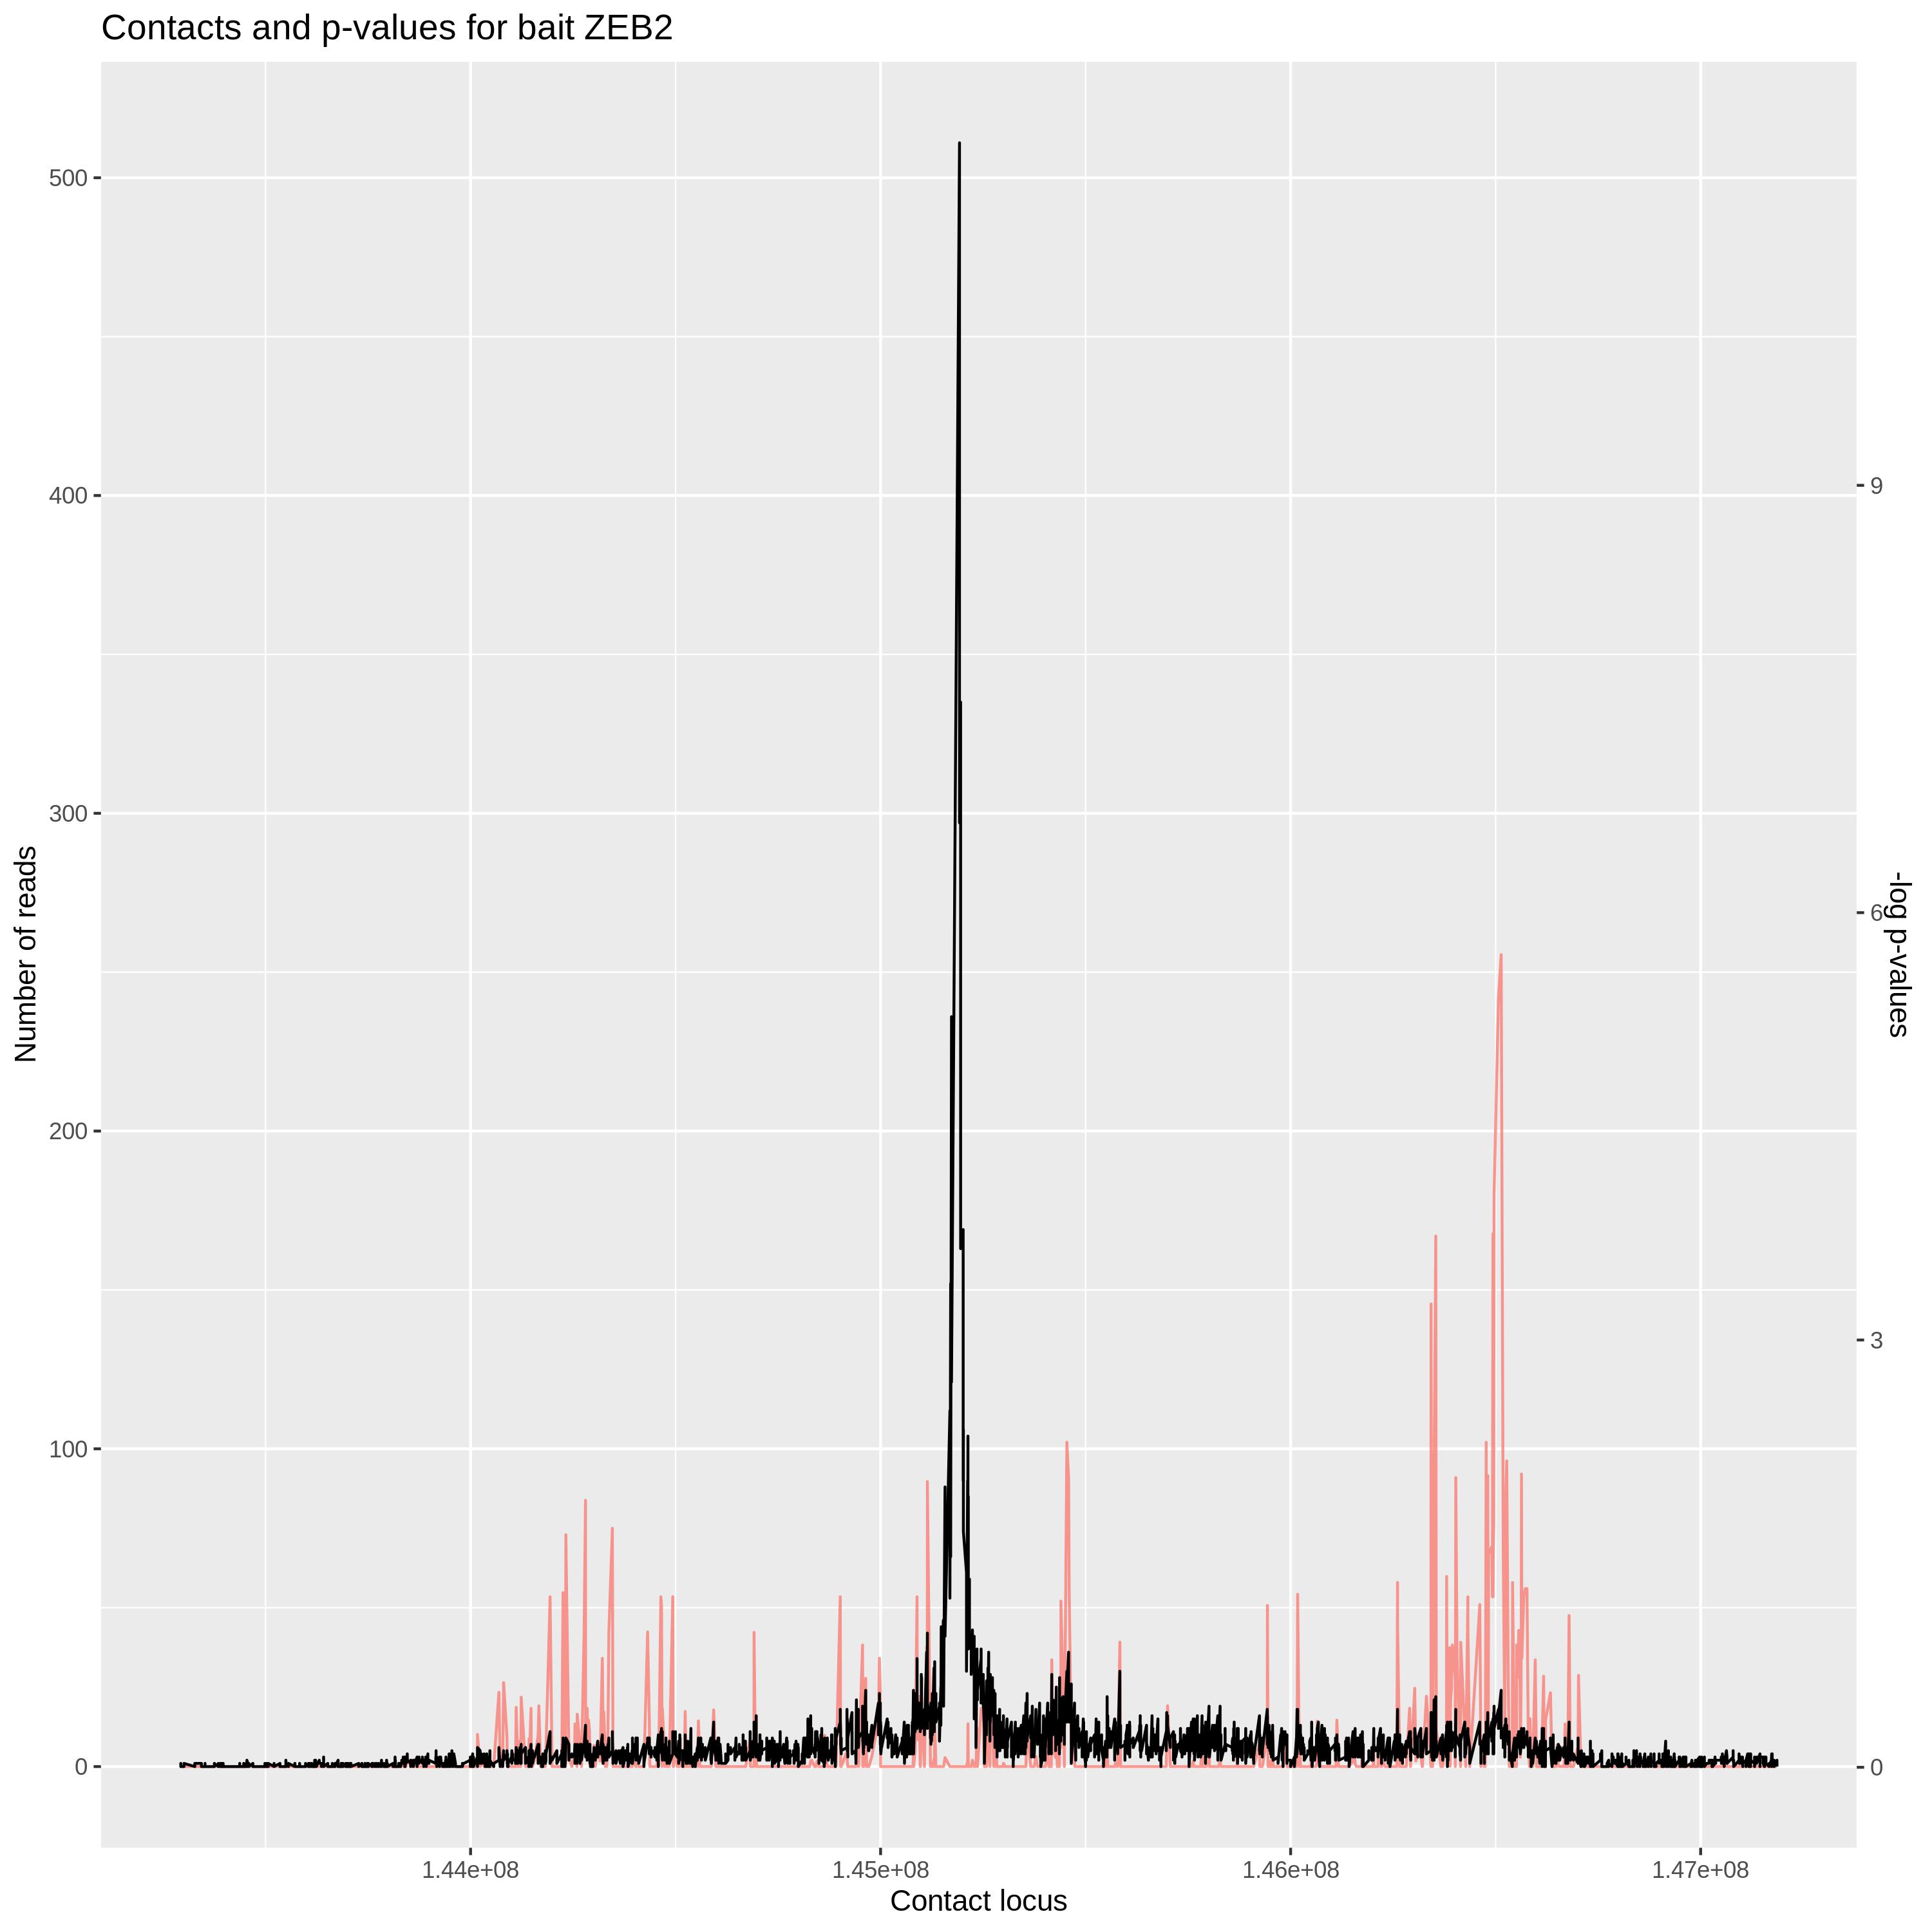 Contacts and p-values for bait ZEB2
Number of reads
500
400
300
200
100
0
9
6
3
0
-log p-values
1.44e+08
1.45e+08
1.46e+08
1.47e+08
Contact locus